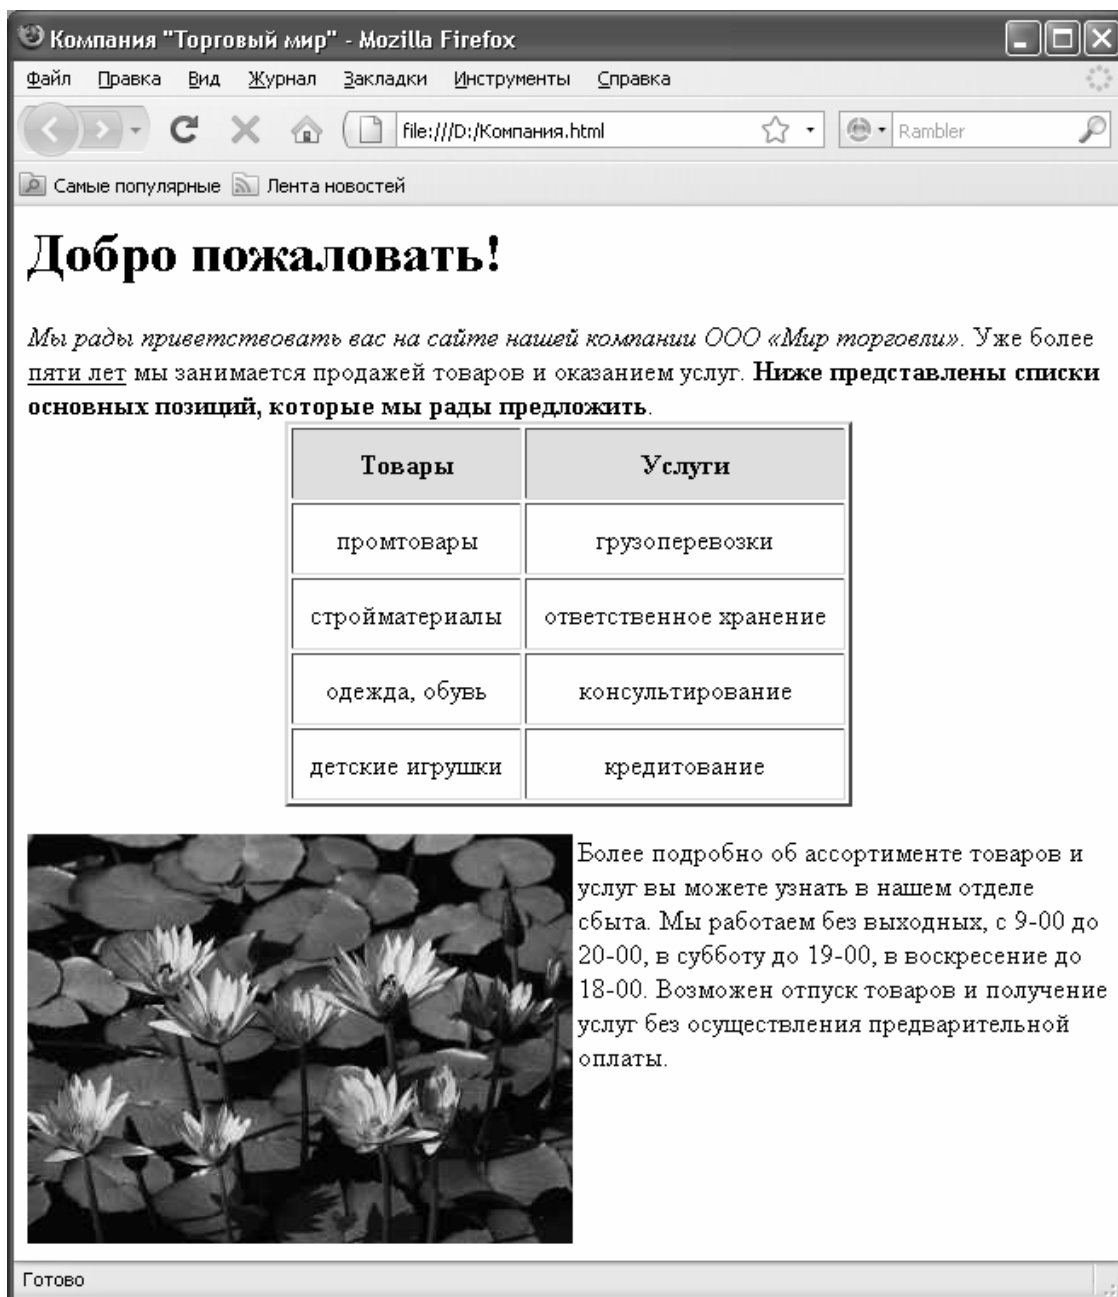 Компания "Торговый мир" - Mozilla Firefox
Файл Правка Вид Журнал Закладки Инструменты Справка
file:///D:/Компания.html Rambler
Самые популярные Лента новостей
Добро пожаловать!
Мы рады приветствовать вас на сайте нашей компании ООО «Мир торговли». Уже более
пяти лет мы занимается продажей товаров и оказанием услуг. Ниже представлены списки
основных позиций, которые мы рады предложить.
Товары Услуги
промтовары грузоперевозки
стройматериалы ответственное хранение
одежда, обувь консультирование
детские игрушки кредитование
Более подробно об ассортименте товаров и
услуг вы можете узнать в нашем отделе
сбыта. Мы работаем без выходных, с 9-00 до
20-00, в субботу до 19-00, в воскресение до
18-00. Возможен отпуск товаров и получение
услуг без осуществления предварительной
оплаты.
Готово